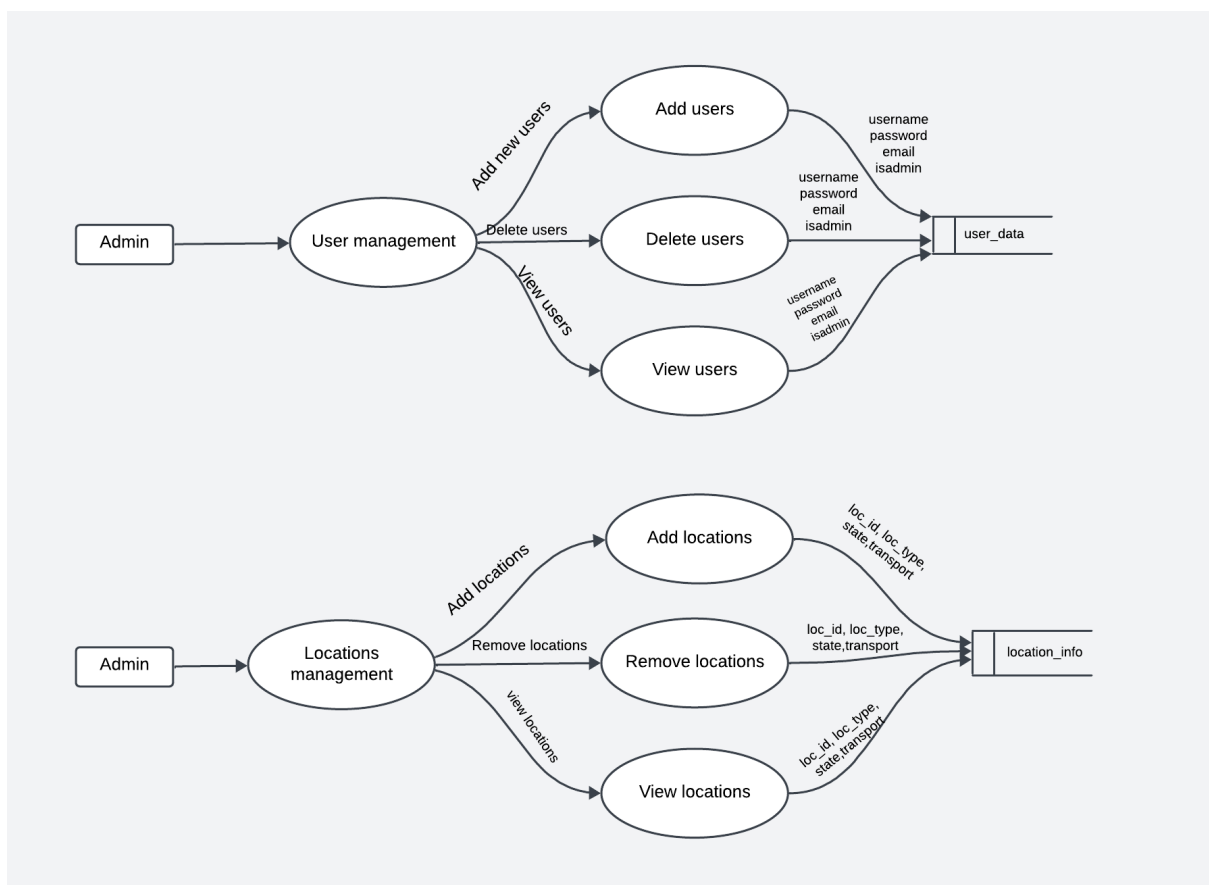 Add users
Add new users
username
password
email
isadmin
Admin
User management
Delete users
Delete users
username
password
email
isadmin
user_data
View users
View users
username
password
email
isadmin
Add locations
Add locations
loc_id, loc_type,
state,transport
Admin
Locations
management
Remove locations
Remove locations
loc_id, loc_type,
state,transport
location_info
view locations
View locations
loc_id, loc_type,
state,transport